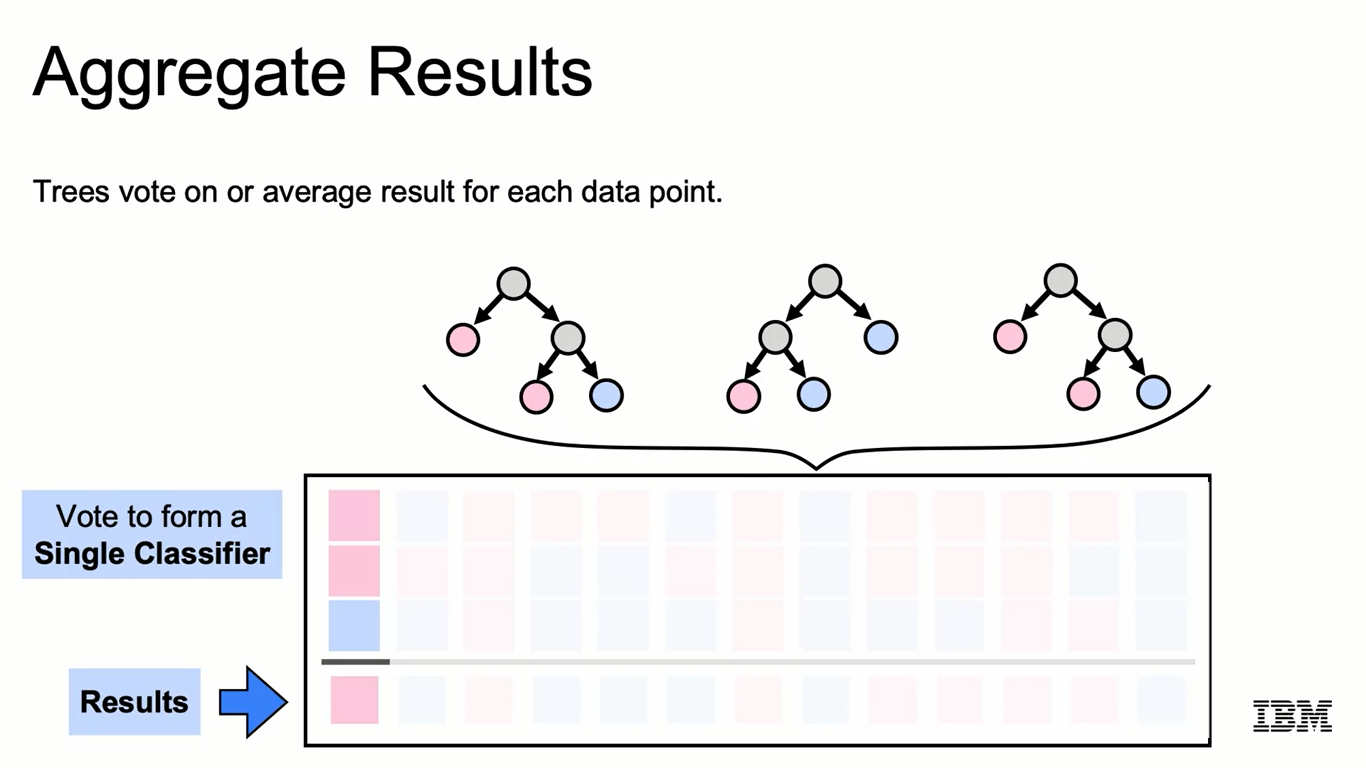 Aggregate Results
Trees vote on or average result for each data point.
Vote to form a
Single Classifier
Results
IBM